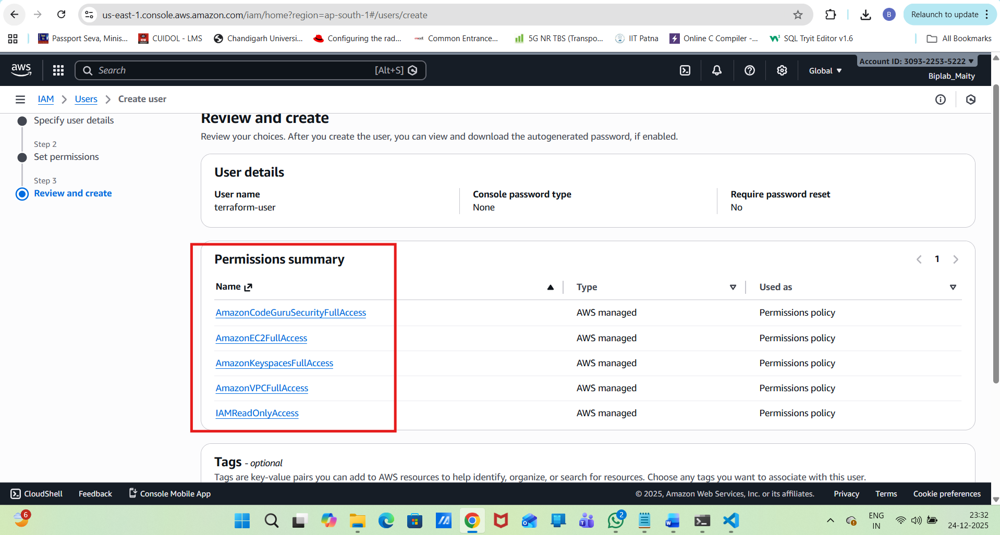 us-east-1.console.aws.amazon.com/iam/home?region=ap-south-1#/users/create
B
Relaunch to update
Passport Seva, Minis...
CUIDOL - LMS
Chandigarh Universi...
Configuring the rad...
Common Entrance...
5G NR TBS (Transpo...
IIT Patna
Online C Compiler -...
SQL Tryit Editor v1.6
All Bookmarks
aws
Search
[Alt+S]
Global
Account ID: 3093-2253-5222
Biplab_Maity
IAM
Users
Create user
Specify user details
Step 2
Set permissions
Step 3
Review and create
Review and create
Review your choices. After you create the user, you can view and download the autogenerated password, if enabled.
User details
User name
terraform-user
Console password type
None
Require password reset
No
Permissions summary
1
Name
Type
Used as
AmazonCodeGuruSecurityFullAccess
AWS managed
Permissions policy
AmazonEC2FullAccess
AWS managed
Permissions policy
AmazonKeyspacesFullAccess
AWS managed
Permissions policy
AmazonVPCFullAccess
AWS managed
Permissions policy
IAMReadOnlyAccess
AWS managed
Permissions policy
Tags - optional
Tags are key-value pairs you can add to AWS resources to help identify, organize, or search for resources. Choose any tags you want to associate with this user.
CloudShell
Feedback
Console Mobile App
© 2025, Amazon Web Services, Inc. or its affiliates.
Privacy
Terms
Cookie preferences
6
2
ENG
IN
23:32
24-12-2025